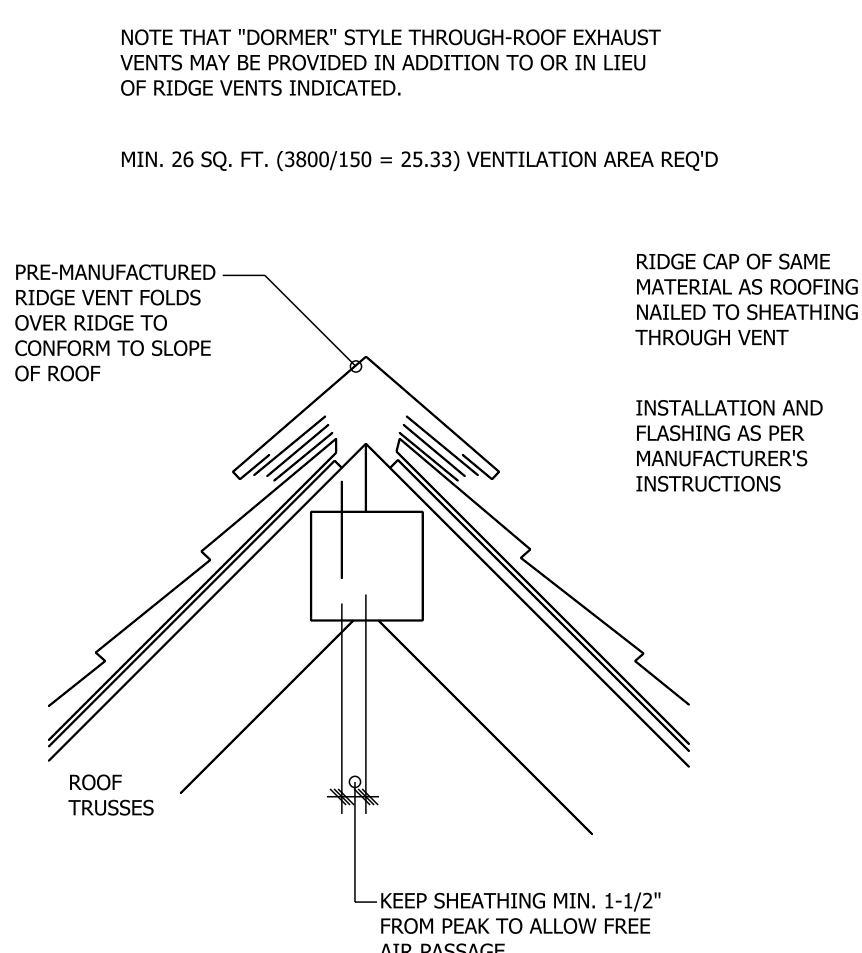 NOTE THAT "DORMER" STYLE THROUGH-ROOF EXHAUST
VENTS MAY BE PROVIDED IN ADDITION TO OR IN LIEU
OF RIDGE VENTS INDICATED.
MIN. 26 SQ. FT. (3800/150 = 25.33) VENTILATION AREA REQ'D
PRE-MANUFACTURED
RIDGE VENT FOLDS
OVER RIDGE TO
CONFORM TO SLOPE
OF ROOF
RIDGE CAP OF SAME
MATERIAL AS ROOFING
NAILED TO SHEATHING
THROUGH VENT
INSTALLATION AND
FLASHING AS PER
MANUFACTURER'S
INSTRUCTIONS
ROOF
TRUSSES
KEEP SHEATHING MIN. 1-1/2"
FROM PEAK TO ALLOW FREE
AIR PASSAGE